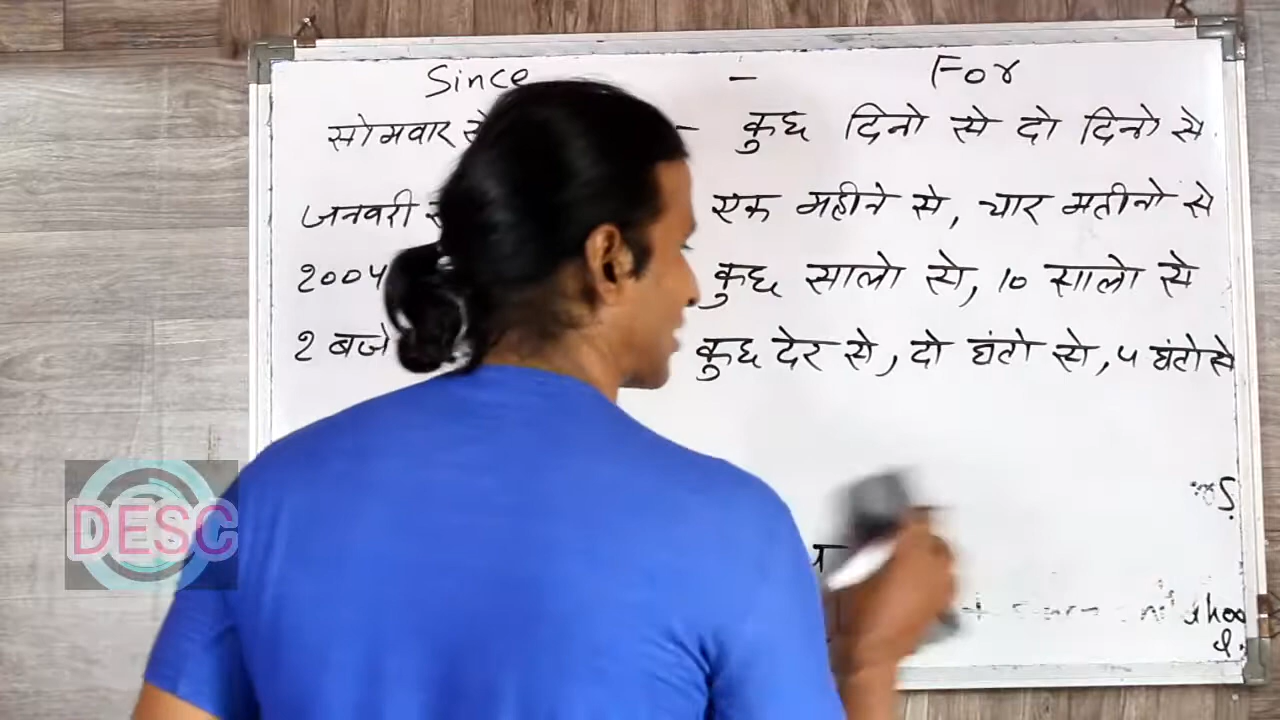 Since - For
सोमवार से - कुछ दिनो से दो दिनो से
जनवरी एक महीने से, चार महीनो से
2004 कुछ सालो से, 10 सालो से
2 बजे कुछ देर से, दो घंटो से, 4 घंटो से
DESC